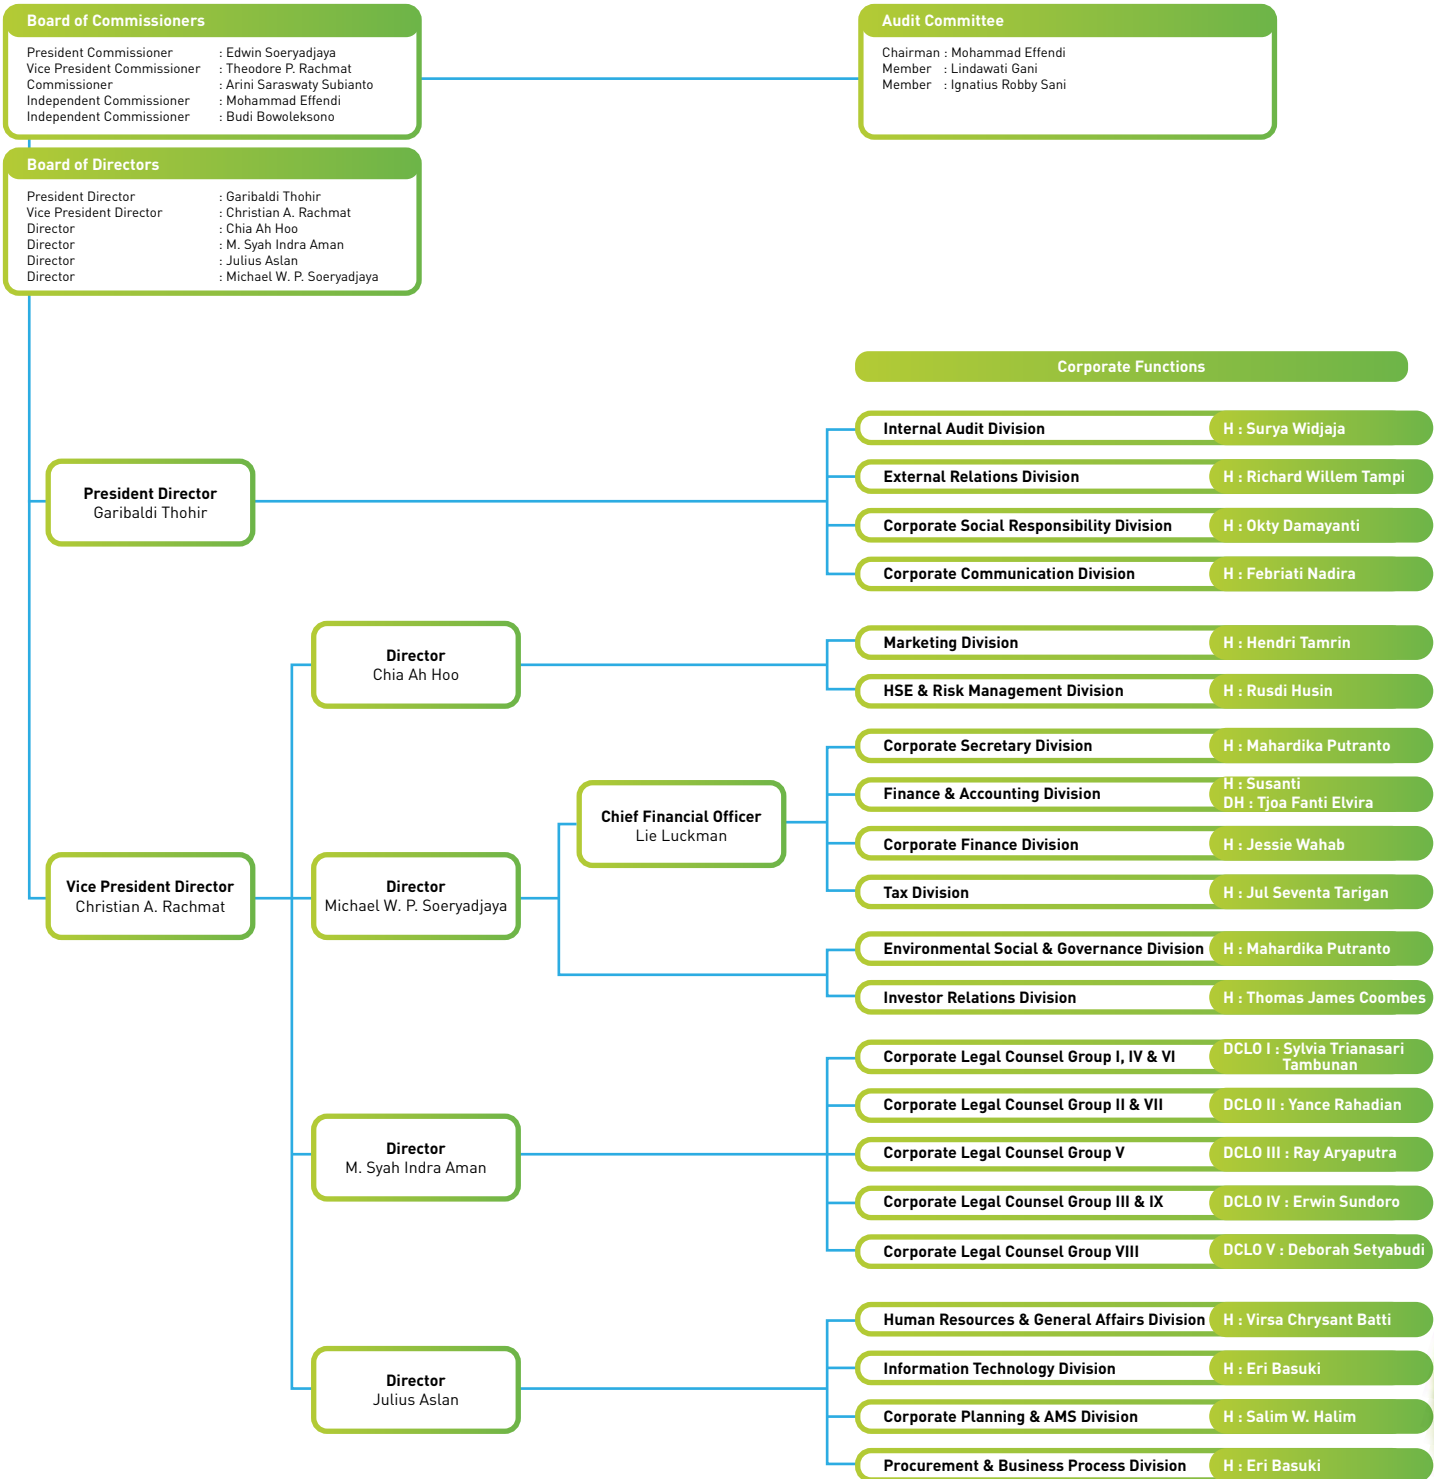 Board of Commissioners
President Commissioner : Edwin Soeryadjaya
Vice President Commissioner : Theodore P. Rachmat
Commissioner : Arini Saraswaty Subianto
Independent Commissioner : Mohammad Effendi
Independent Commissioner : Budi Bowoleksono
Audit Committee
Chairman : Mohammad Effendi
Member : Lindawati Gani
Member : Ignatius Robby Sani
Board of Directors
President Director : Garibaldi Thohir
Vice President Director : Christian A. Rachmat
Director : Chia Ah Hoo
Director : M. Syah Indra Aman
Director : Julius Aslan
Director : Michael W. P. Soeryadjaya
Corporate Functions
President Director
Garibaldi Thohir
Internal Audit Division H : Surya Widjaja
External Relations Division H : Richard Willem Tampi
Corporate Social Responsibility Division H : Okty Damayanti
Corporate Communication Division H : Febriati Nadira
Director
Chia Ah Hoo
Marketing Division H : Hendri Tamrin
HSE & Risk Management Division H : Rusdi Husin
Chief Financial Officer
Lie Luckman
Corporate Secretary Division H : Mahardika Putranto
Finance & Accounting Division H : Susanti
DH : Tjoa Fanti Elvira
Corporate Finance Division H : Jessie Wahab
Tax Division H : Jul Seventa Tarigan
Vice President Director
Christian A. Rachmat
Director
Michael W. P. Soeryadjaya
Environmental Social & Governance Division H : Mahardika Putranto
Investor Relations Division H : Thomas James Coombes
Director
M. Syah Indra Aman
Corporate Legal Counsel Group I, IV & VI DCLO I : Sylvia Trianasari
Tambunan
Corporate Legal Counsel Group II & VII DCLO II : Yance Rahadian
Corporate Legal Counsel Group V DCLO III : Ray Aryaputra
Corporate Legal Counsel Group III & IX DCLO IV : Erwin Sundoro
Corporate Legal Counsel Group VIII DCLO V : Deborah Setyabudi
Director
Julius Aslan
Human Resources & General Affairs Division H : Virsa Chrysant Batti
Information Technology Division H : Eri Basuki
Corporate Planning & AMS Division H : Salim W. Halim
Procurement & Business Process Division H : Eri Basuki